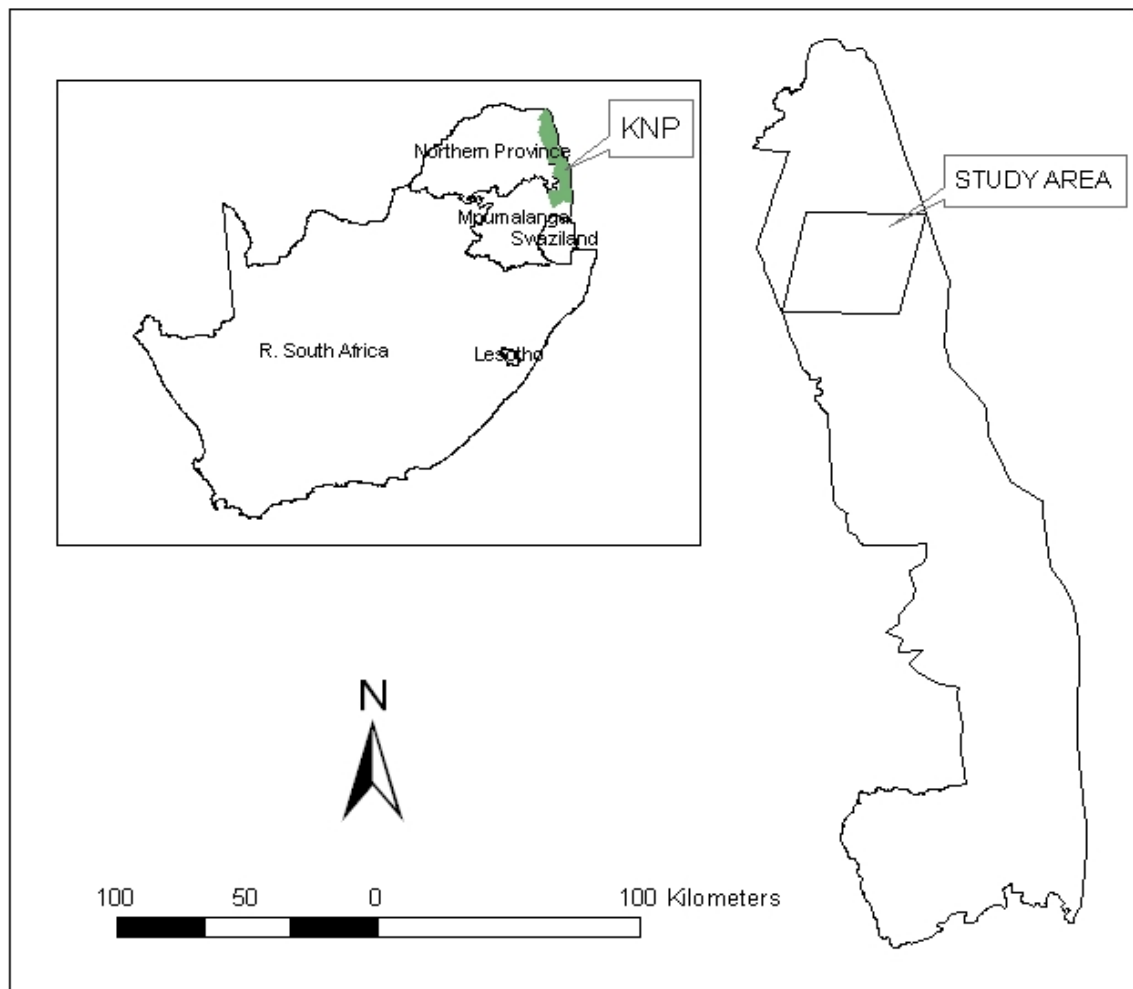 KNP
Northern Province
STUDY AREA
Mpumalanga
Swaziland
R. South Africa
Lesotho
N
100 50 0 100 Kilometers